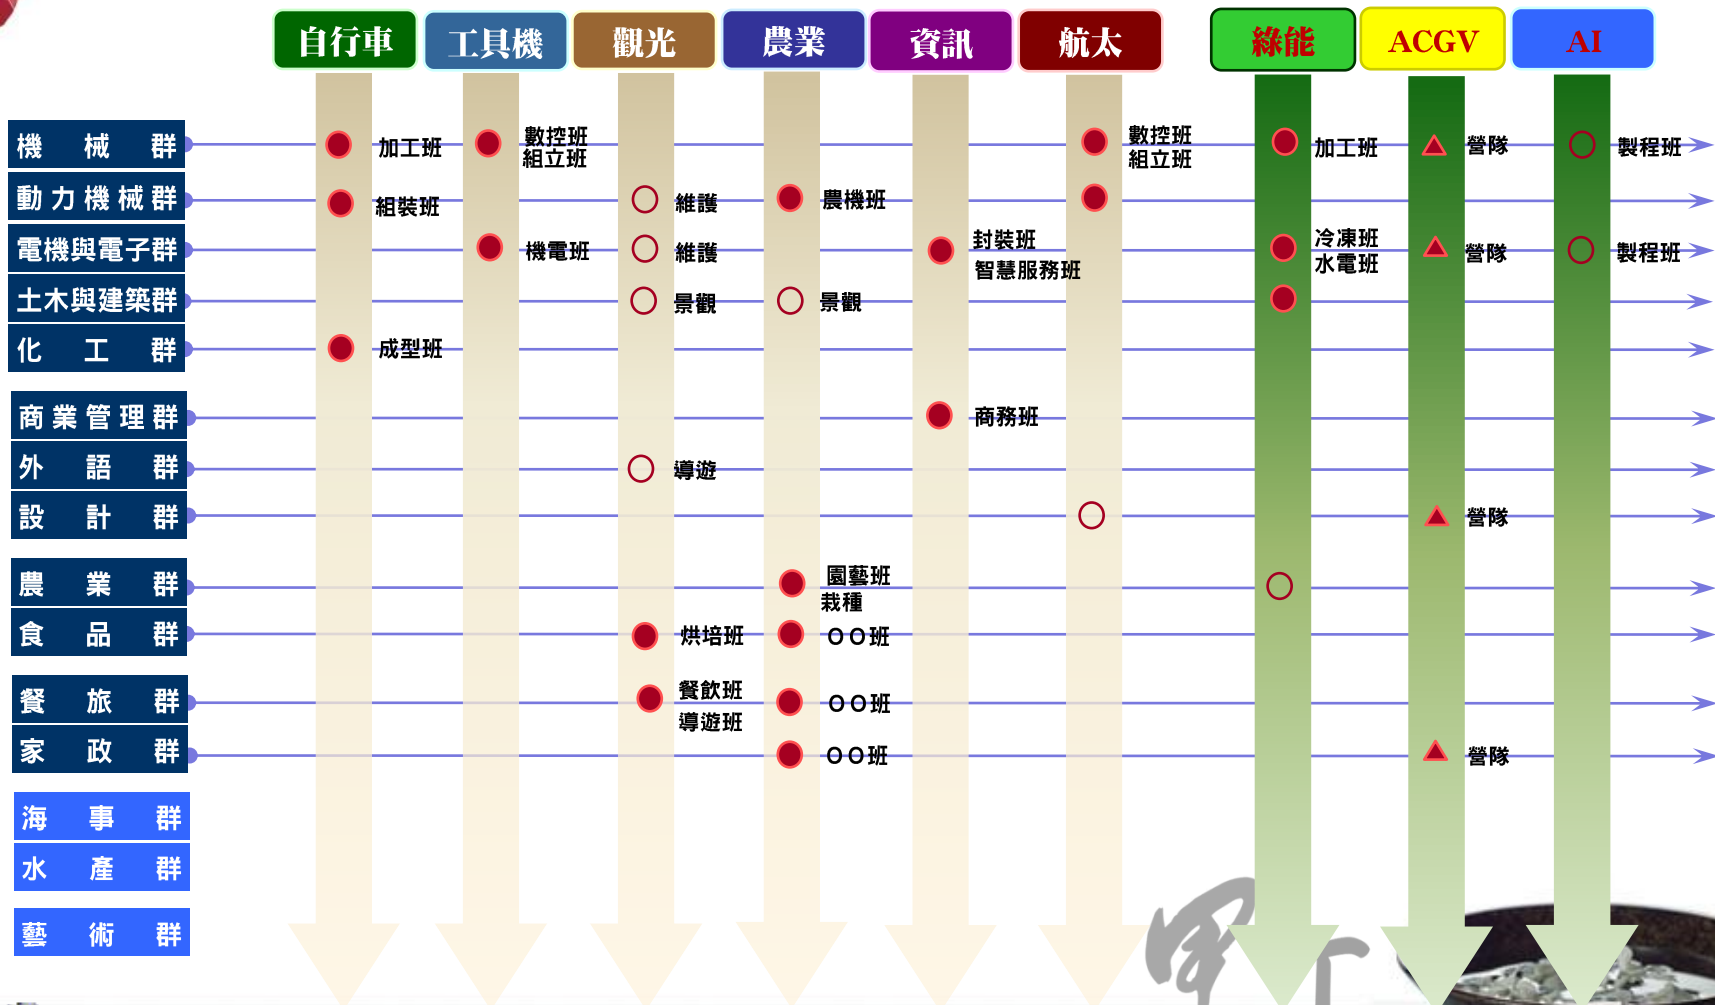 自行車 工具機 觀光 農業 資訊 航太 綠能 ACGV AI
機械群 加工班 數控班 數控班 加工班 營隊 製程班
組立班 組立班
動力機械群 組裝班 維護 農機班
電機與電子群 機電班 維護 封裝班 冷凍班 營隊 製程班
智慧服務班 水電班
土木與建築群 景觀 景觀
化工群 成型班
商業管理群 商務班
外語群 導遊
設計群 營隊
農業群 園藝班
栽種
食品群 烘培班 OO班
餐旅群 餐飲班 OO班
導遊班
家政群 OO班 營隊
海事群
水產群
藝術群